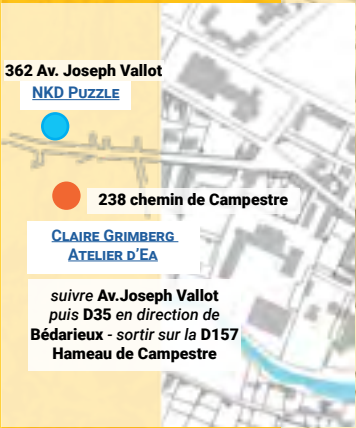 362 Av. Joseph Vallot
NKD Puzzle
238 chemin de Campestre
Claire Grimberg
Atelier d'Ea
suivre Av.Joseph Vallot
puis D35 en direction de
Bédarieux - sortir sur la D157
Hameau de Campestre